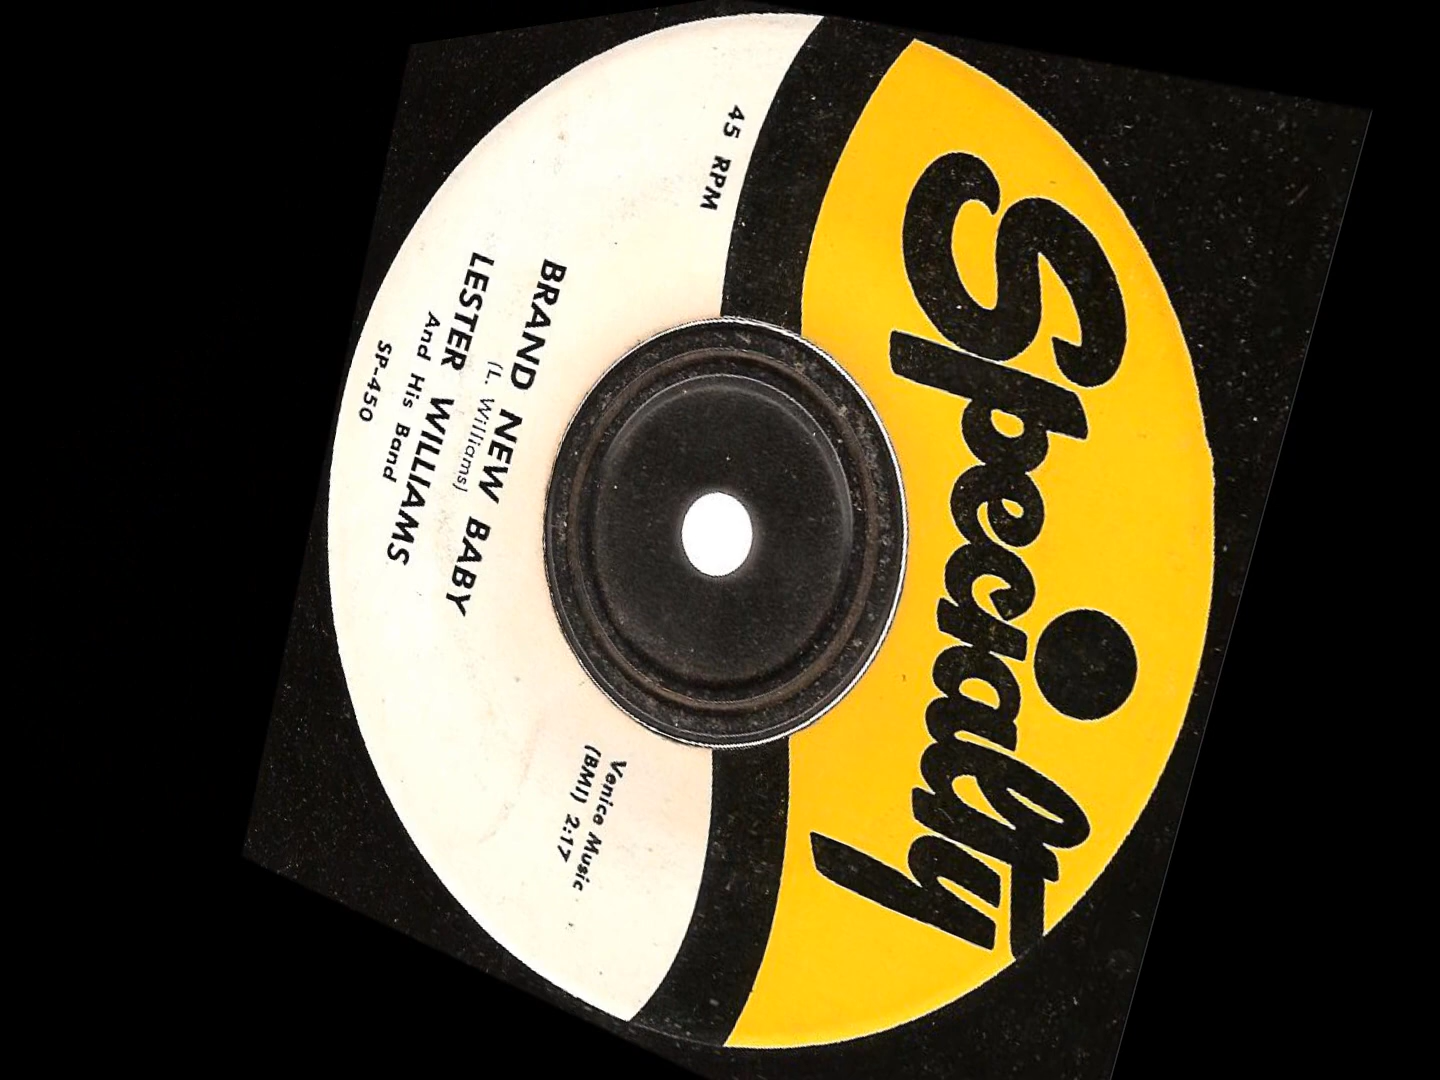 Specialty
45 RPM
Venice Music
(BMI) 2:17
BRAND NEW BABY
(L. Williams)
LESTER WILLIAMS
And His Band
SP-450